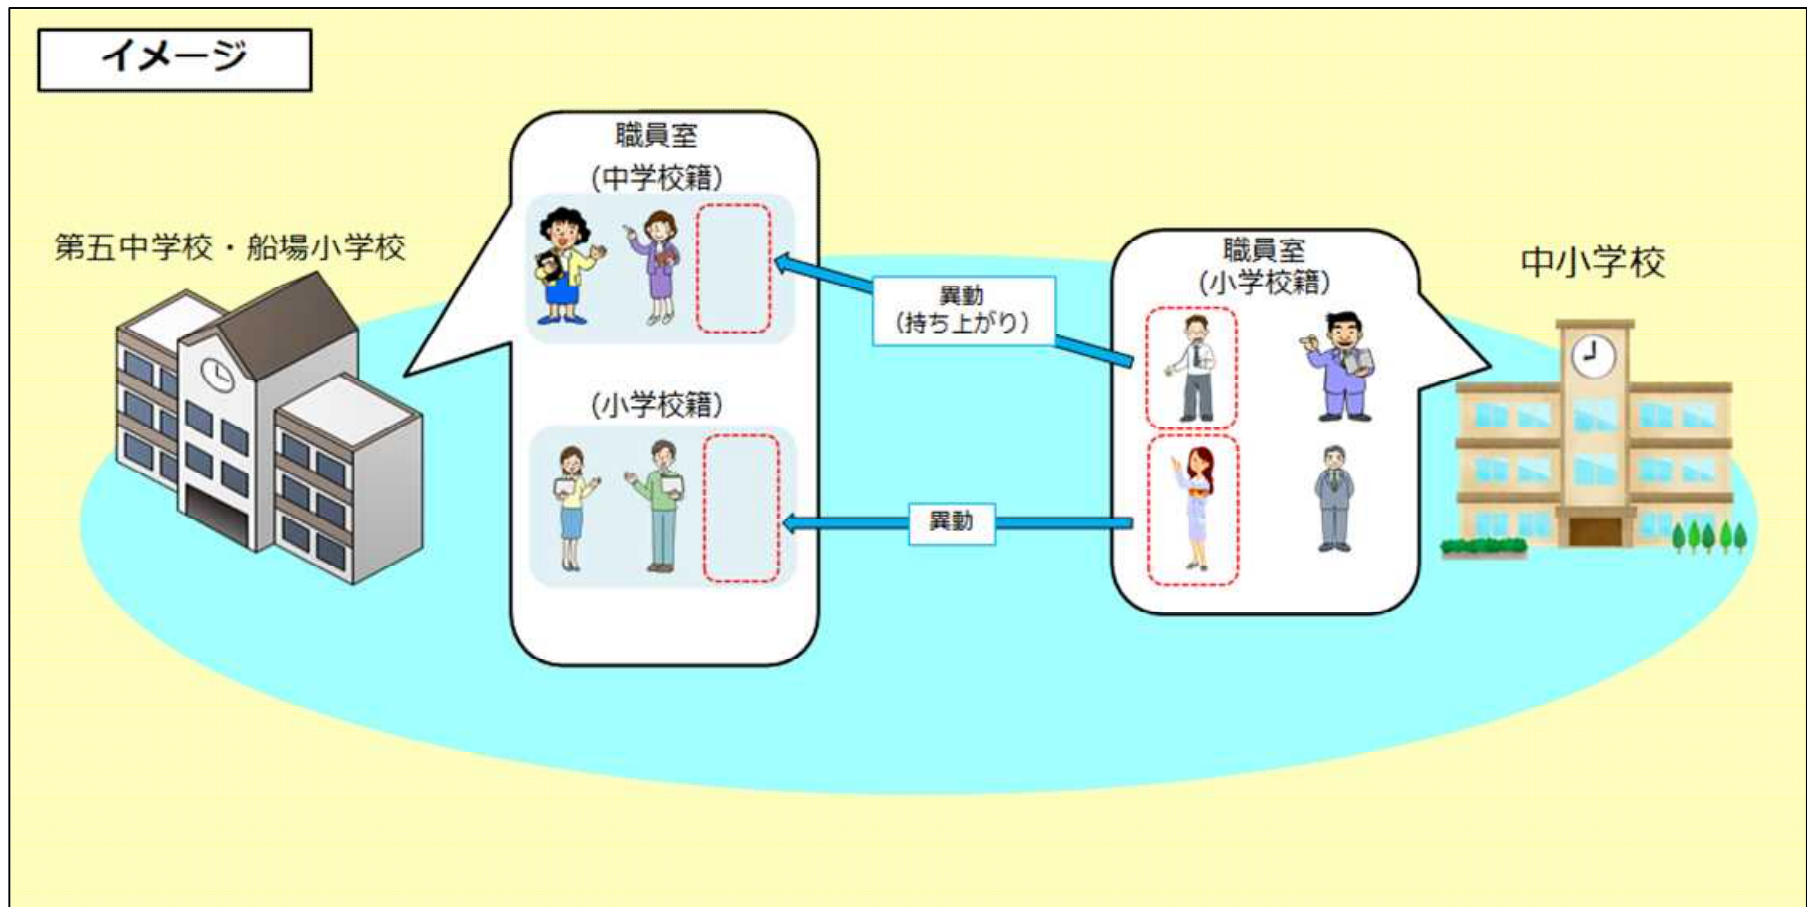 イメージ
第五中学校・船場小学校
職員室
(中学校籍)
(小学校籍)
異動
(持ち上がり)
異動
職員室
(小学校籍)
中小学校